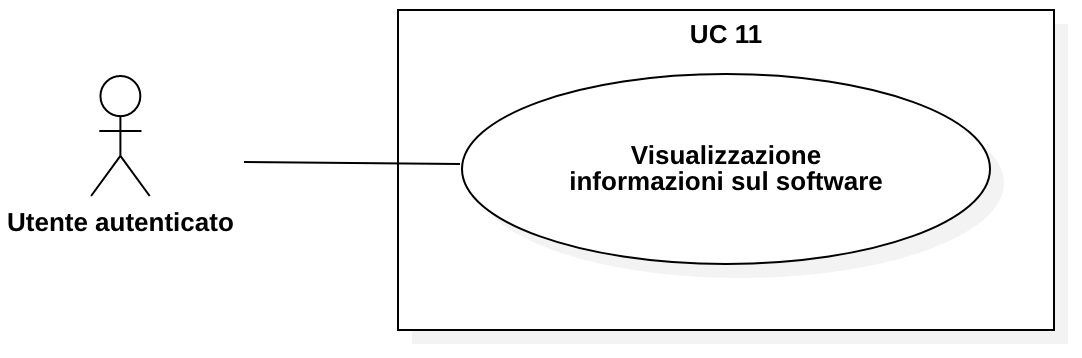 UC 11
Visualizzazione
informazioni sul software
Utente autenticato